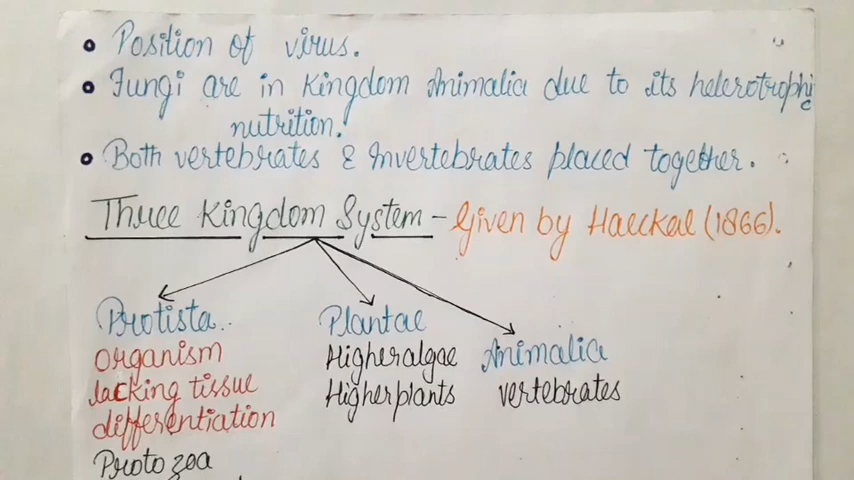 • Position of virus.
• Fungi are in Kingdom Animalia due to its heterotrophic
nutrition.
• Both vertebrates & Invertebrates placed together.
Three Kingdom System - Given by Haeckal (1866).
Protista..
organism
lacking tissue
differentiation
Protozoa
Plantae
Higheralgae
Higherplants
Animalia
vertebrates